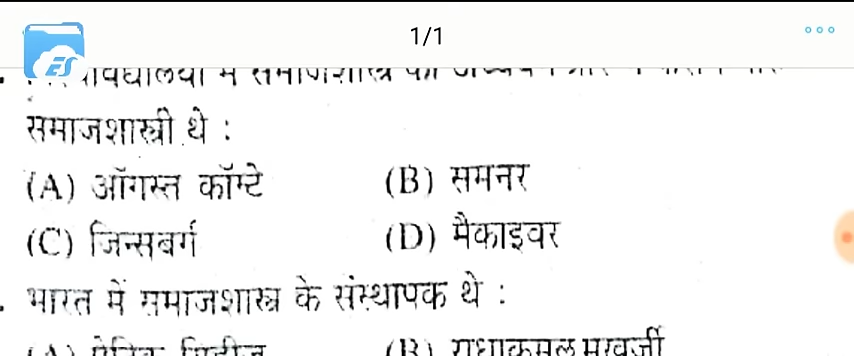 1/1
में
समाजशास्त्री थे :
(A) ऑगस्त कॉम्टे (B) समनर
(C) जिन्सबर्ग (D) मैकाइवर
. भारत में समाजशास्त्र के संस्थापक थे :
(A) (B) राधाकमल मुखर्जी